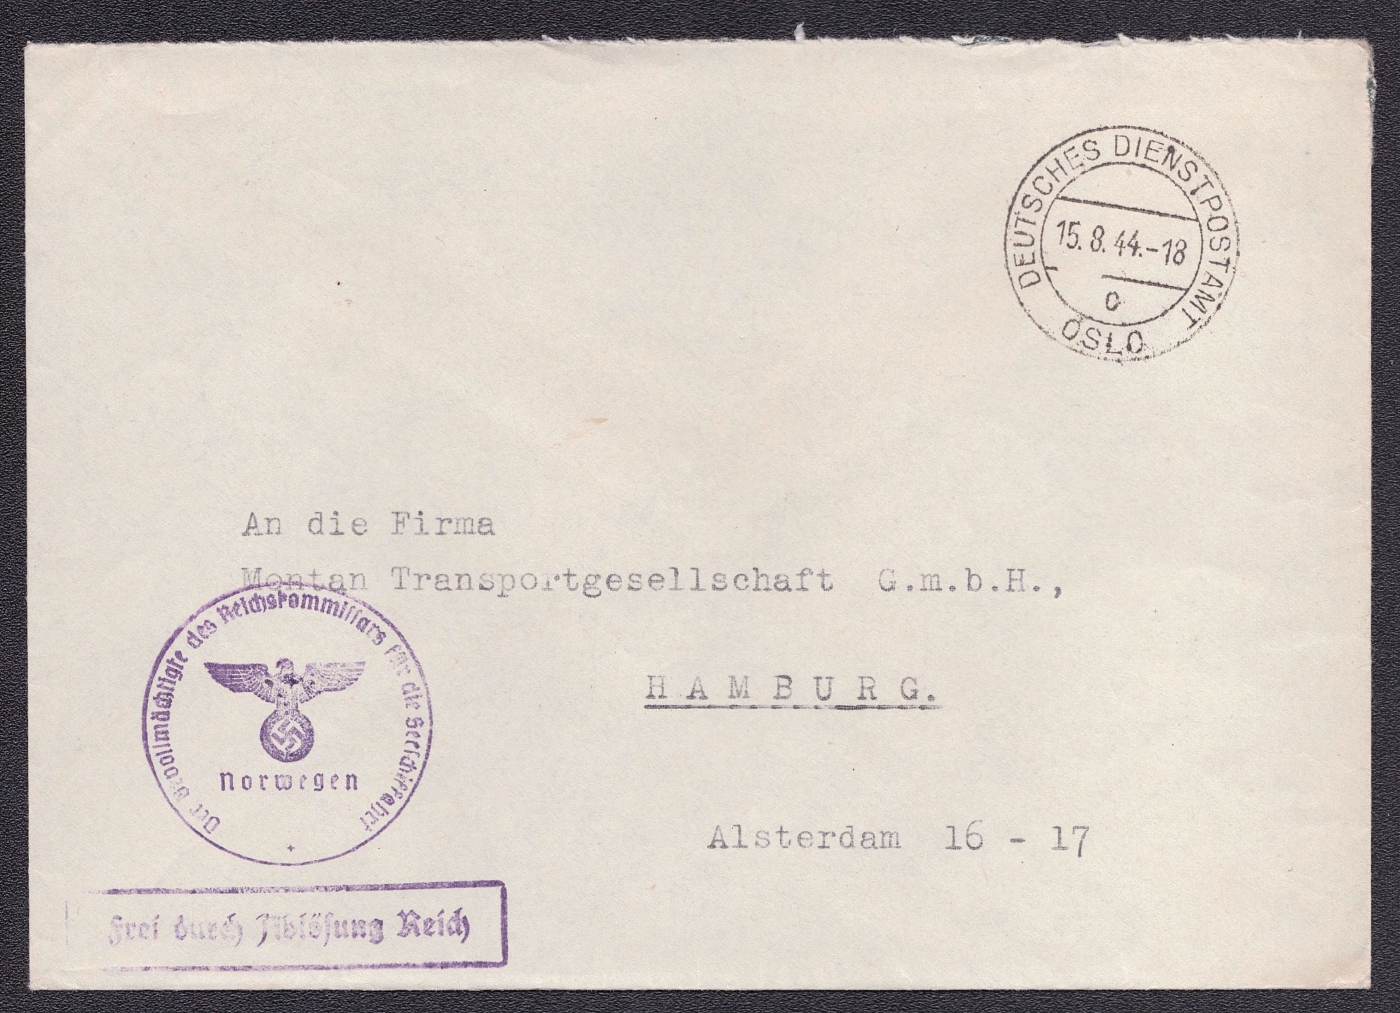 DEUTSCHES DIENSTPOSTAMT
15.8.44.-18
o
OSLO
An die Firma
Montan Transportgesellschaft G.m.b.H.,
HAMBURG.
Alsterdam 16 - 17
Der Bevollmächtigte des Reichskommissars für die Seeschiffahrt
Norwegen
Frei durch Ablösung Reich